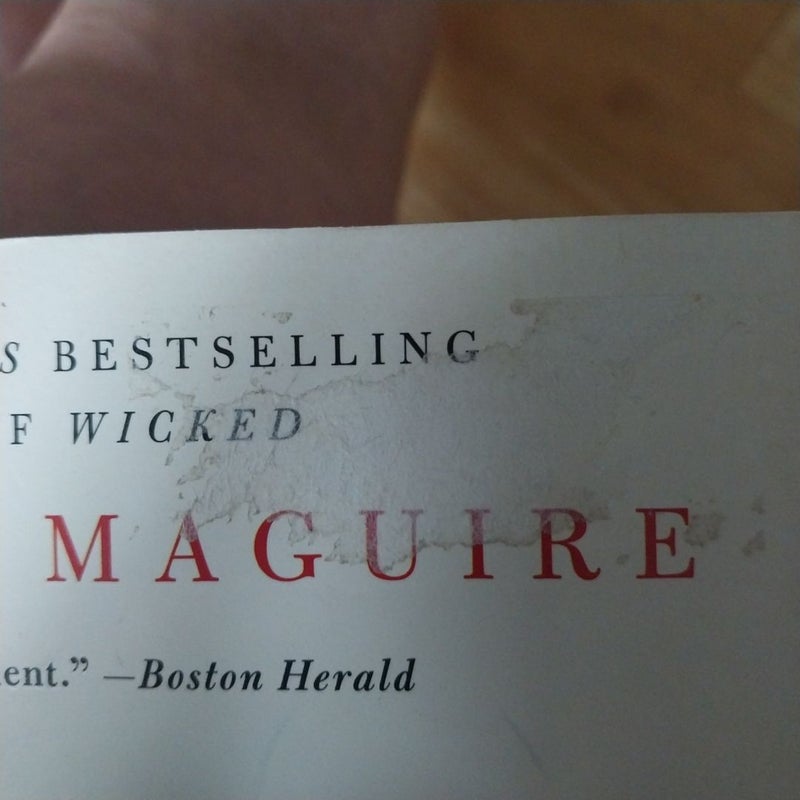 S BESTSELLING
F WICKED
MAGUIRE
ent.” —Boston Herald